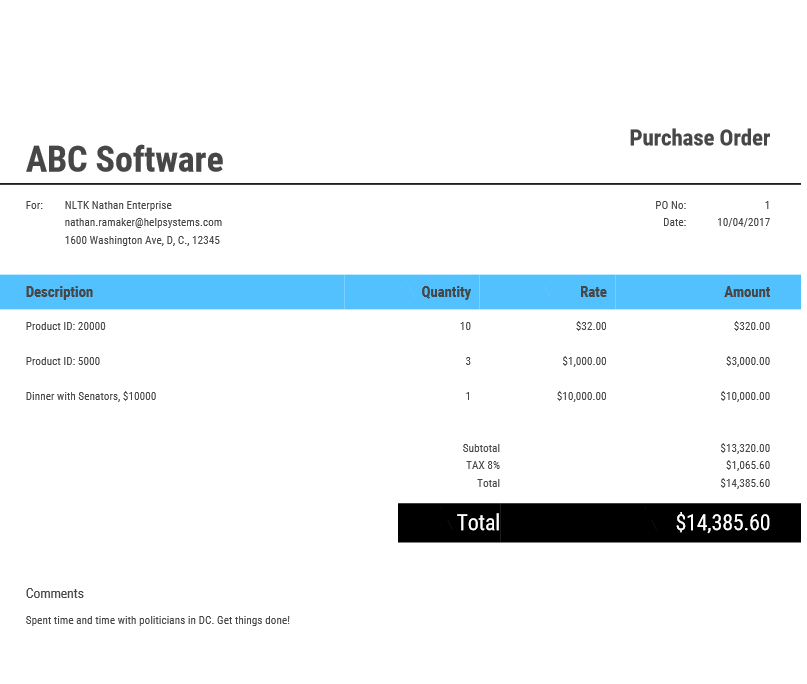 Purchase Order
ABC Software
For: NLTK Nathan Enterprise PO No: 1
nathan.ramaker@helpsystems.com Date: 10/04/2017
1600 Washington Ave, D, C., 12345
Description Quantity Rate Amount
Product ID: 20000 10 $32.00 $320.00
Product ID: 5000 3 $1,000.00 $3,000.00
Dinner with Senators, $10000 1 $10,000.00 $10,000.00
Subtotal $13,320.00
TAX 8% $1,065.60
Total $14,385.60
Total $14,385.60
Comments
Spent time and time with politicians in DC. Get things done!